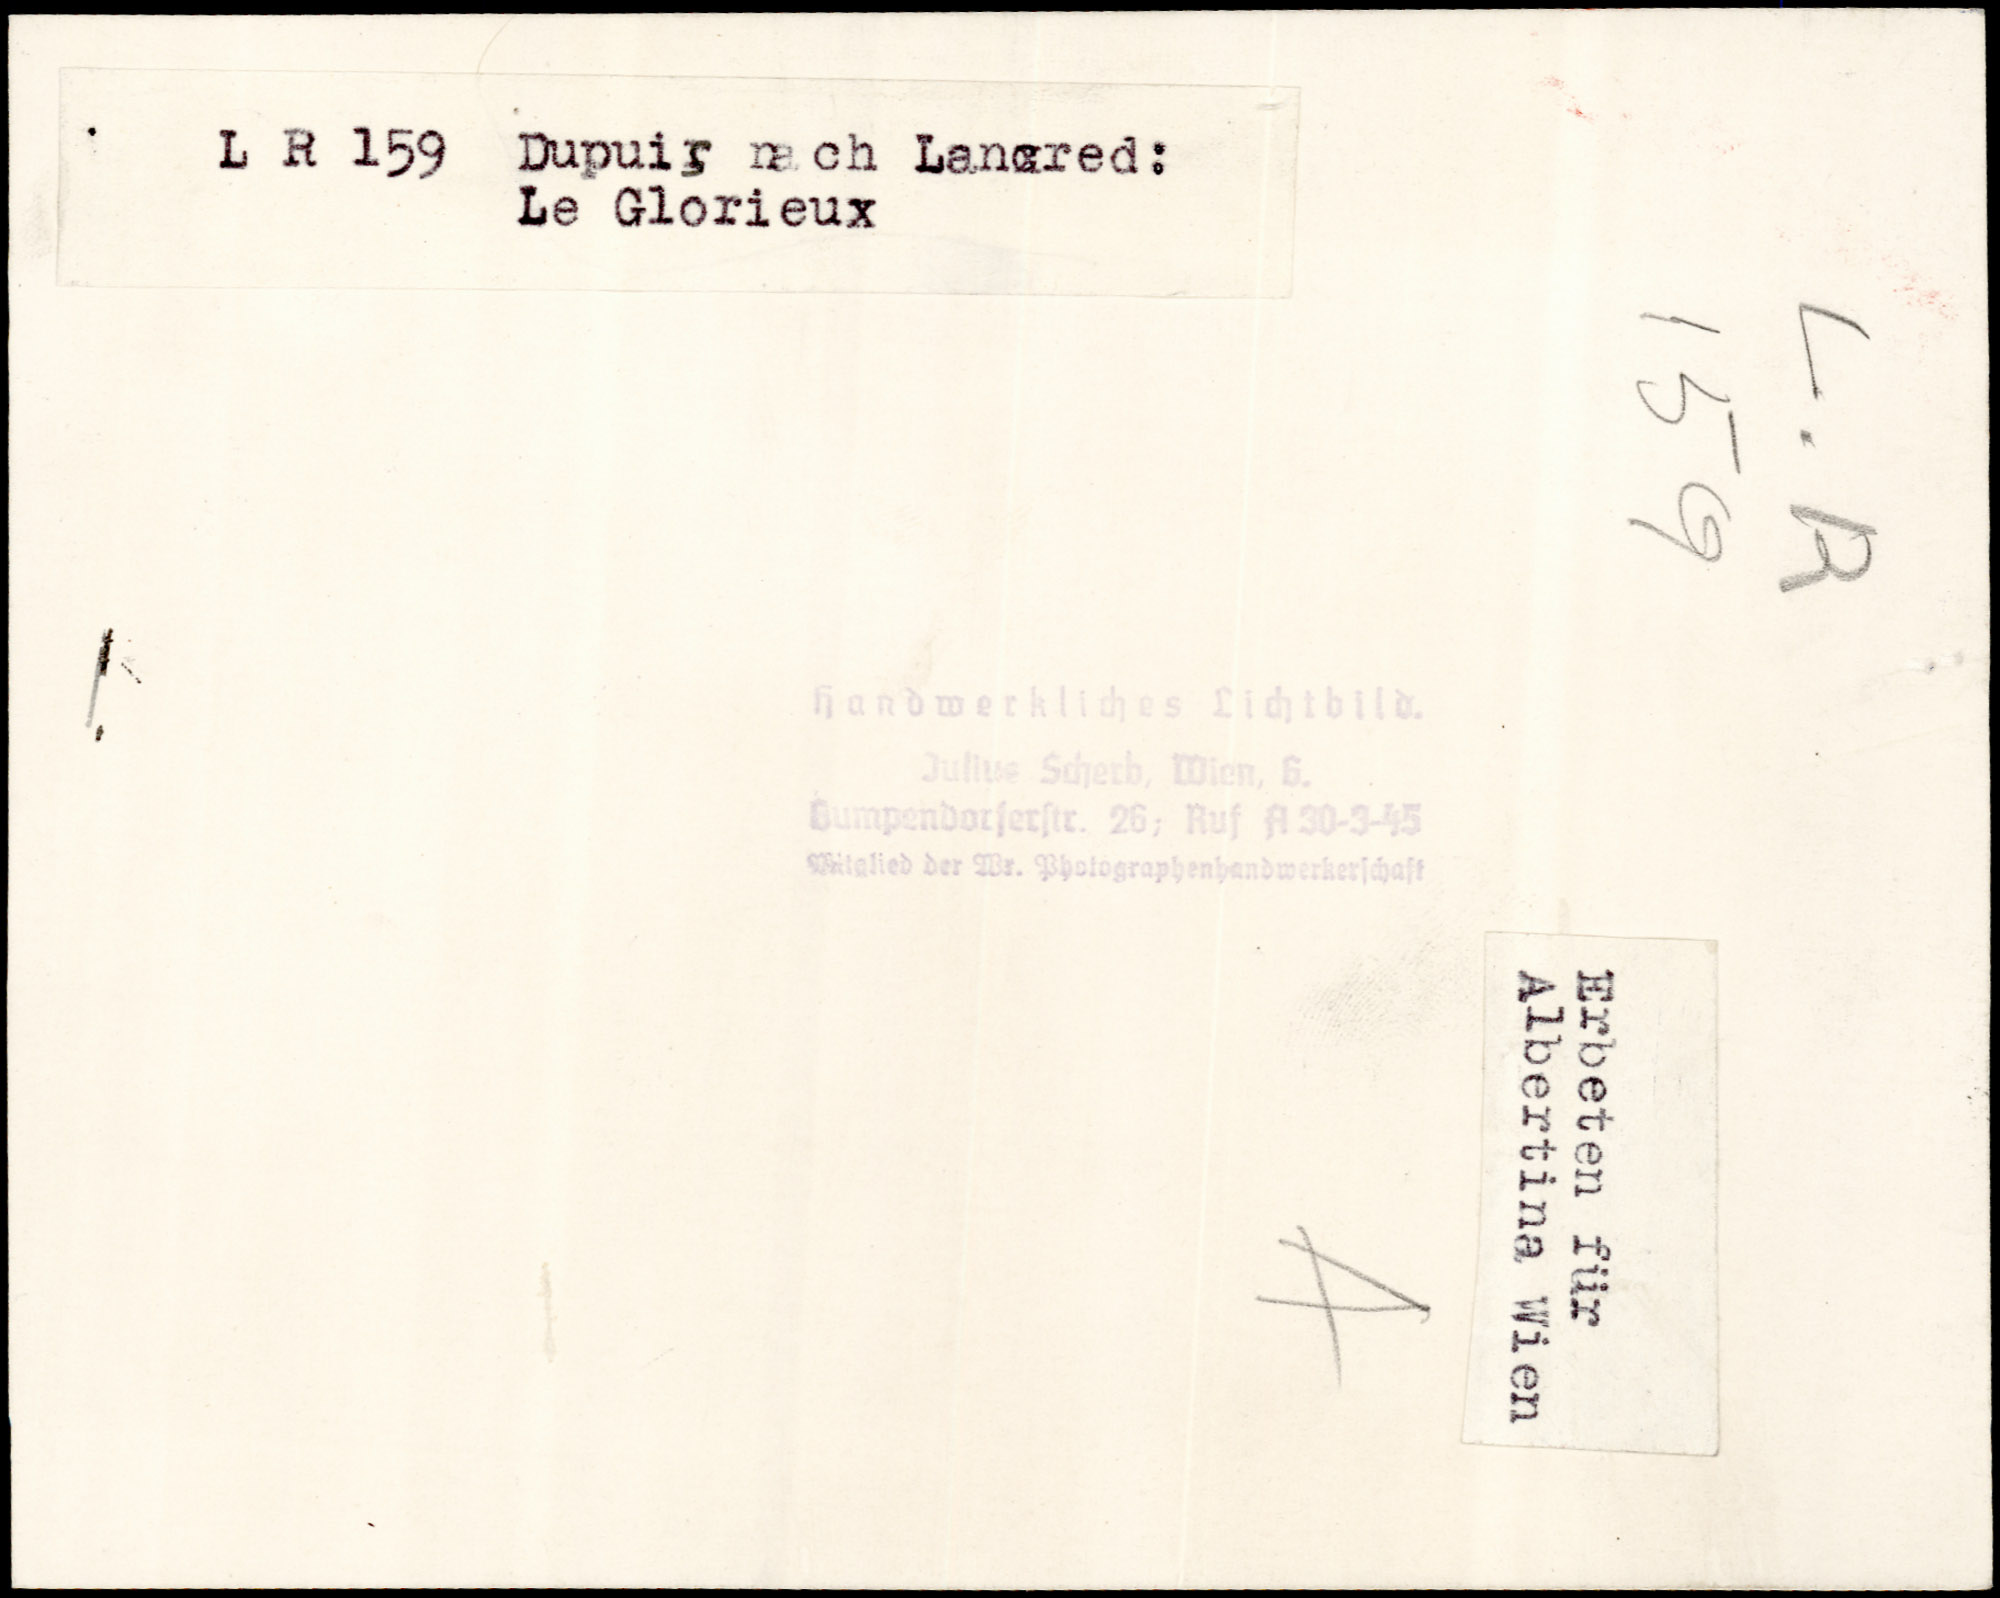 L R 159 Dupuis nach Lancred:
Le Glorieux
L. R
159
Handwerkliches Lichtbild.
Julius Scherb, Wien, 6.
Gumpendorferstr. 26; Ruf A 30-3-45
Mitglied der Wr. Photographenhandwerkerschaft
Erbeten für
Albertina Wien
A